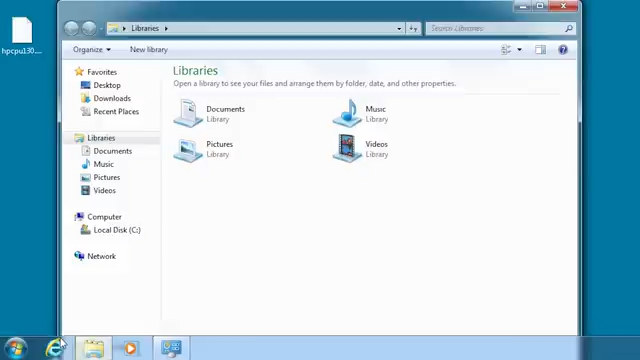 Libraries
Search Libraries
Organize
New library
hpcpu130....
Favorites
Desktop
Downloads
Recent Places
Libraries
Documents
Music
Pictures
Videos
Computer
Local Disk (C:)
Network
Libraries
Open a library to see your files and arrange them by folder, date, and other properties.
Documents
Library
Music
Library
Pictures
Library
Videos
Library